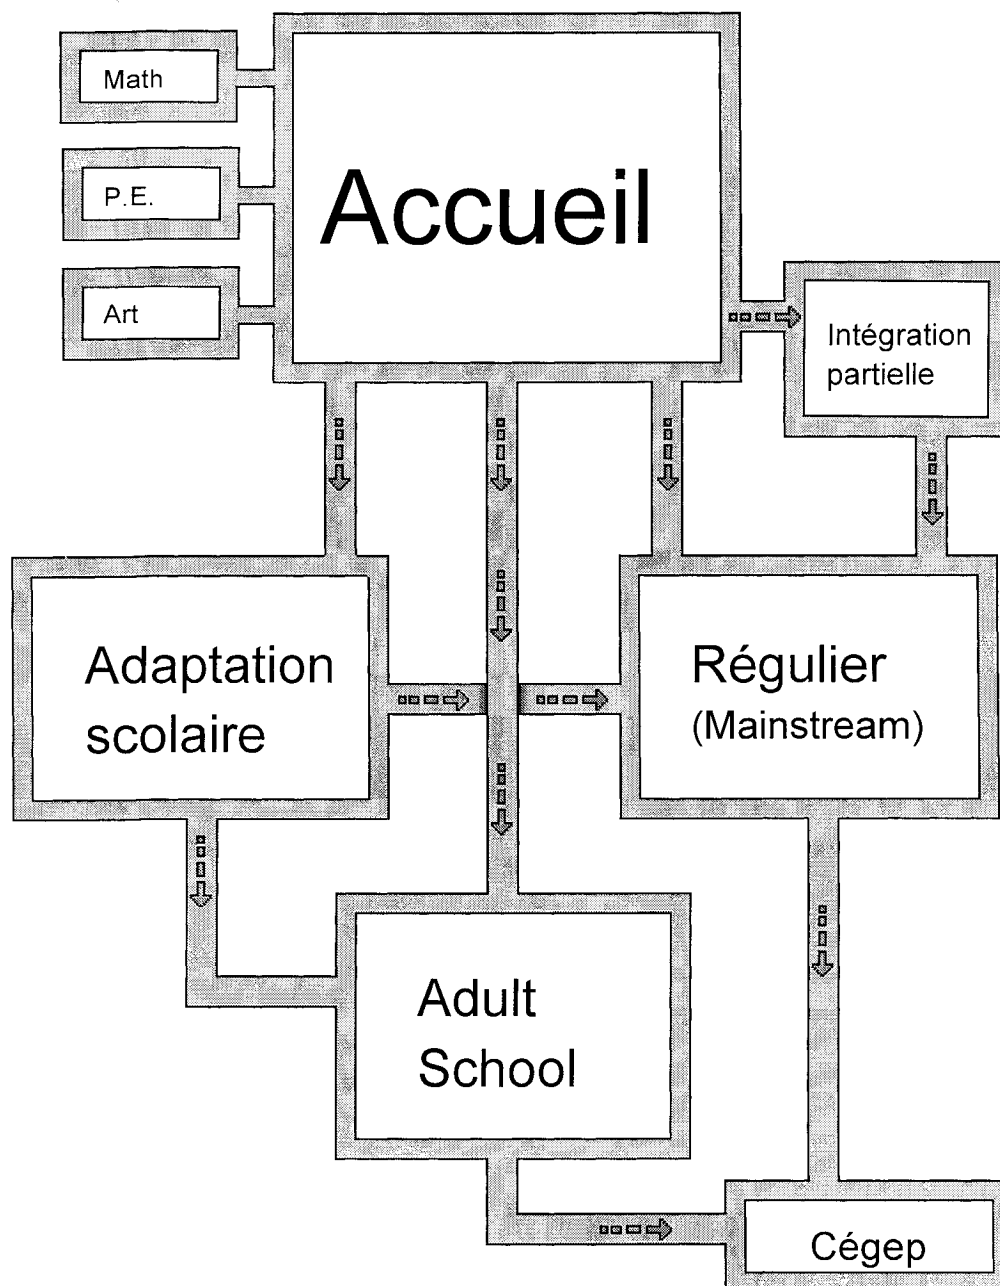 Math
P.E.
Art
Accueil
Intégration
partielle
Adaptation
scolaire
Régulier
(Mainstream)
Adult
School
Cégep